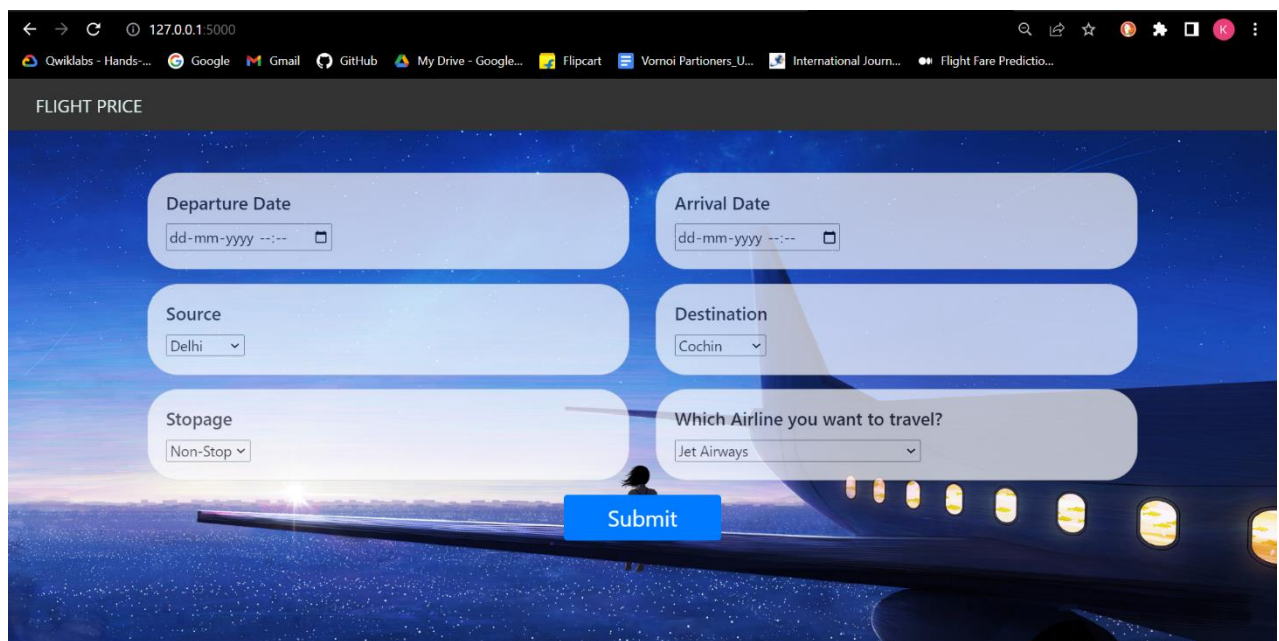 127.0.0.1:5000
K
Qwiklabs - Hands-... Google Gmail GitHub My Drive - Google... Flipcart Vornoi Partioners_U... International Journ... Flight Fare Predictio...
FLIGHT PRICE
Departure Date Arrival Date
dd-mm-yyyy --:-- dd-mm-yyyy --:--
Source Destination
Delhi Cochin
Stopage Which Airline you want to travel?
Non-Stop Jet Airways
Submit